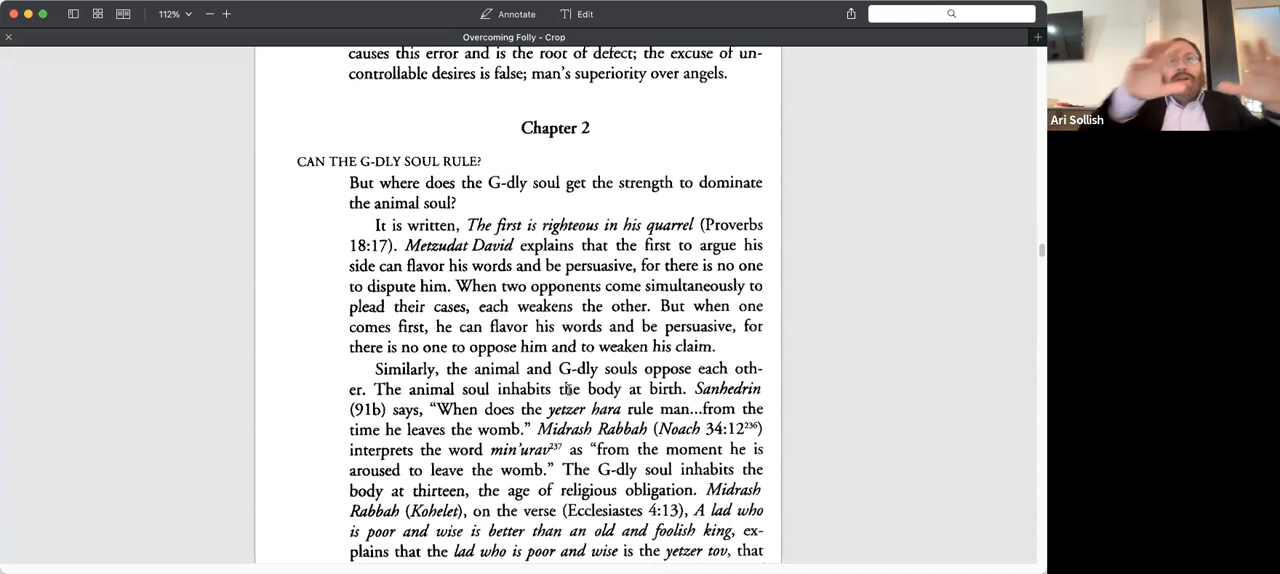 112%
Annotate
Edit
Overcoming Folly - Crop
causes this error and is the root of defect; the excuse of un-
controllable desires is false; man's superiority over angels.
Chapter 2
CAN THE G-DLY SOUL RULE?
But where does the G-dly soul get the strength to dominate
the animal soul?
It is written, The first is righteous in his quarrel (Proverbs
18:17). Metzudat David explains that the first to argue his
side can flavor his words and be persuasive, for there is no one
to dispute him. When two opponents come simultaneously to
plead their cases, each weakens the other. But when one
comes first, he can flavor his words and be persuasive, for
there is no one to oppose him and to weaken his claim.
Similarly, the animal and G-dly souls oppose each oth-
er. The animal soul inhabits the body at birth. Sanhedrin
(91b) says, “When does the yetzer hara rule man...from the
time he leaves the womb.” Midrash Rabbah (Noach 34:12236)
interprets the word min'urav237 as “from the moment he is
aroused to leave the womb.” The G-dly soul inhabits the
body at thirteen, the age of religious obligation. Midrash
Rabbah (Kohelet), on the verse (Ecclesiastes 4:13), A lad who
is poor and wise is better than an old and foolish king, ex-
plains that the lad who is poor and wise is the yetzer tov, that
Ari Sollish